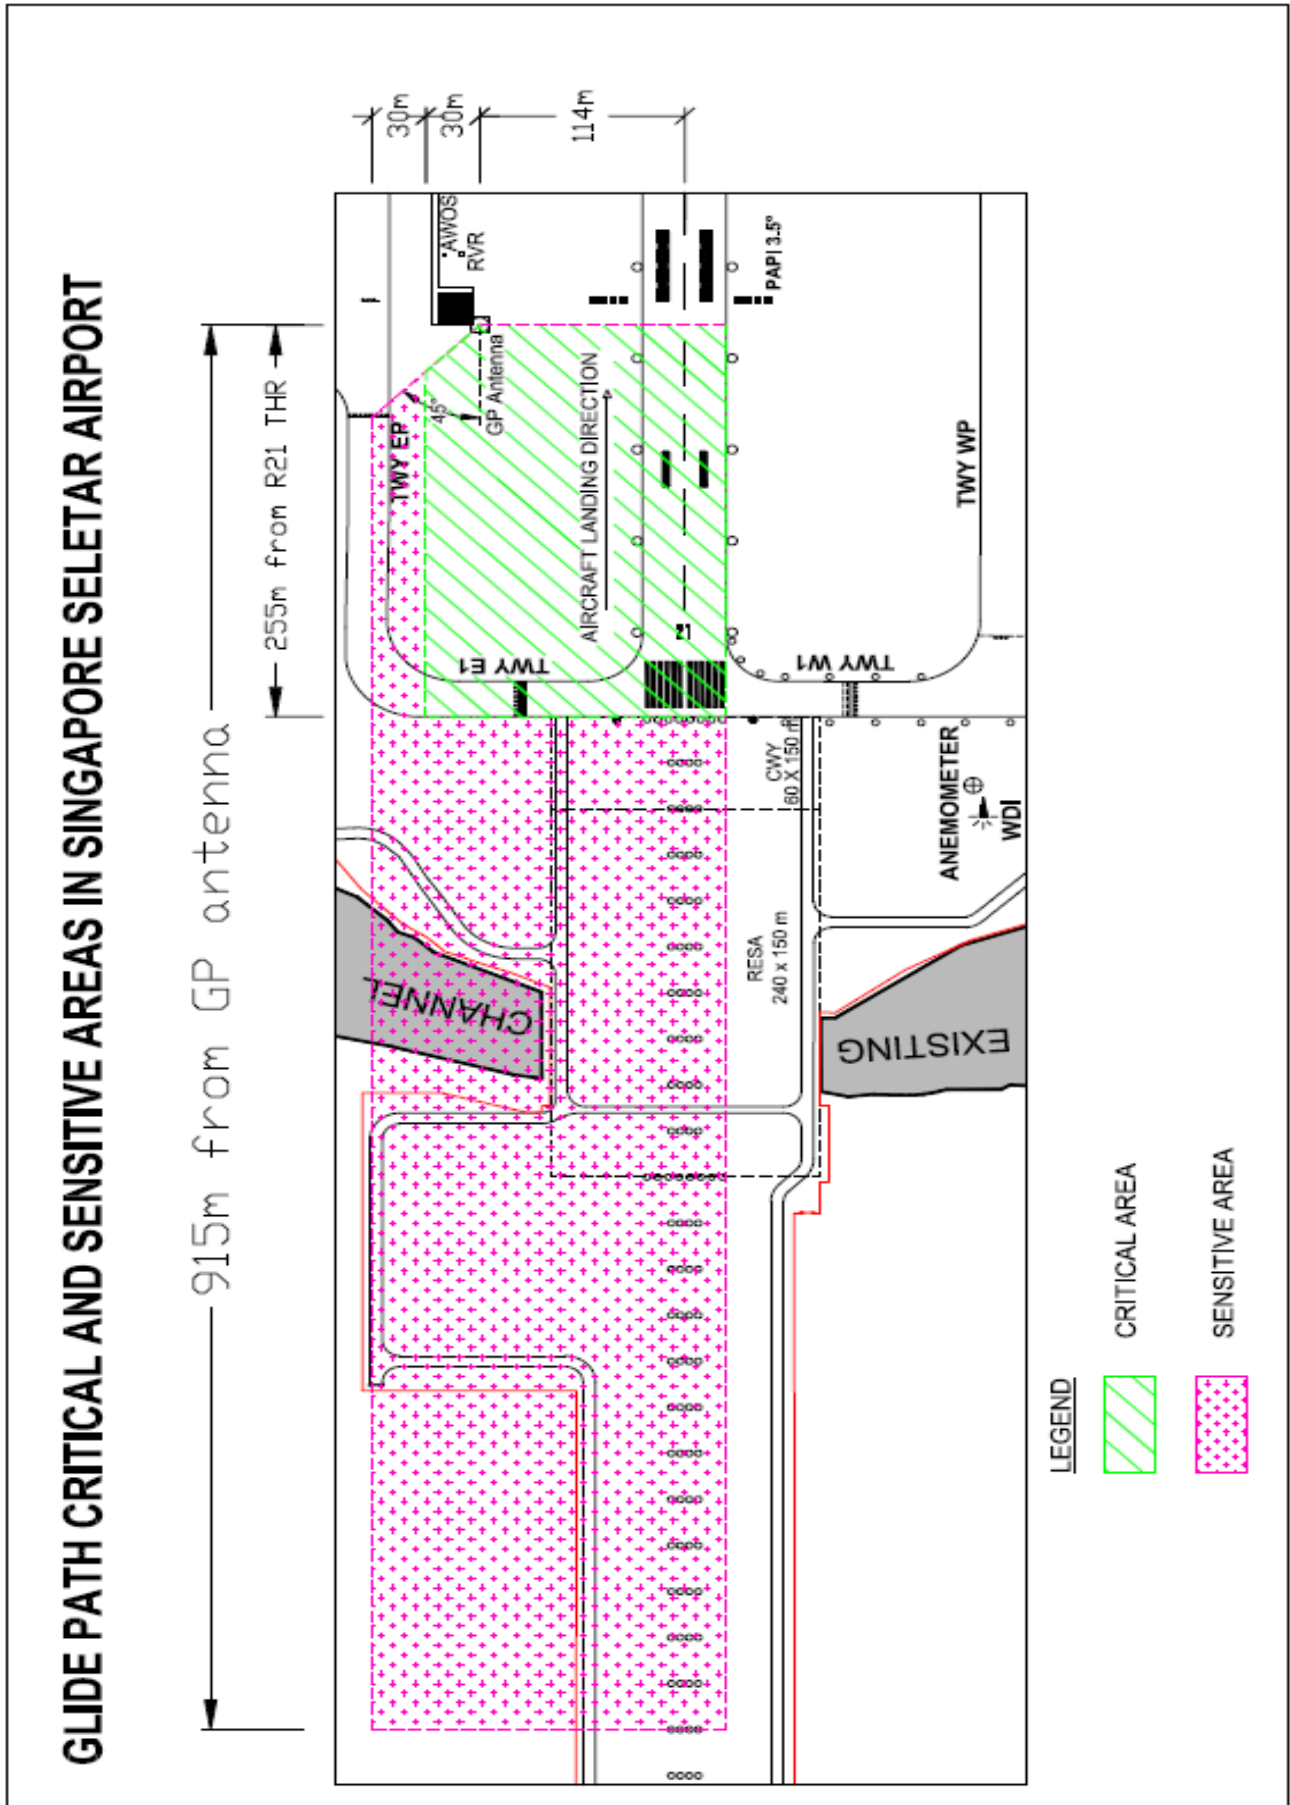 GLIDE PATH CRITICAL AND SENSITIVE AREAS IN SINGAPORE SELETAR AIRPORT
915m from GP antenna
255m from R21 THR
30m
30m
114m
AWOS
RVR
GP Antenna
45°
TWY EP
AIRCRAFT LANDING DIRECTION
PAPI 3.5°
TWY E1
21
TWY W1
TWY WP
CWY
60 X 150 m
RESA
240 x 150 m
ANEMOMETER
WDI
CHANNEL
EXISTING
LEGEND
CRITICAL AREA
SENSITIVE AREA